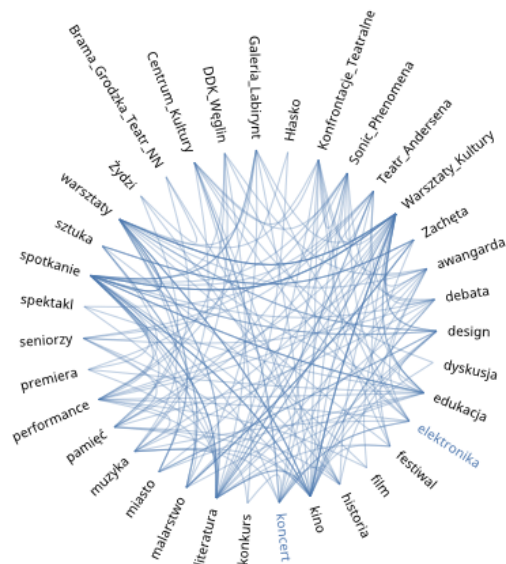 Brama_Grodzka_Teatr_NN
Centrum_Kultury
DDK_Węglin
Galeria_Labirynt
Hłasko
Konfrontacje_Teatralne
Sonic_Phenomena
Teatr_Andersena
Warsztaty_Kultury
Zachęta
awangarda
debata
design
dyskusja
edukacja
elektronika
festiwal
film
historia
kino
koncert
konkurs
literatura
malarstwo
miasto
muzyka
pamięć
performance
premiera
seniorzy
spektakl
spotkanie
sztuka
warsztaty
Żydzi